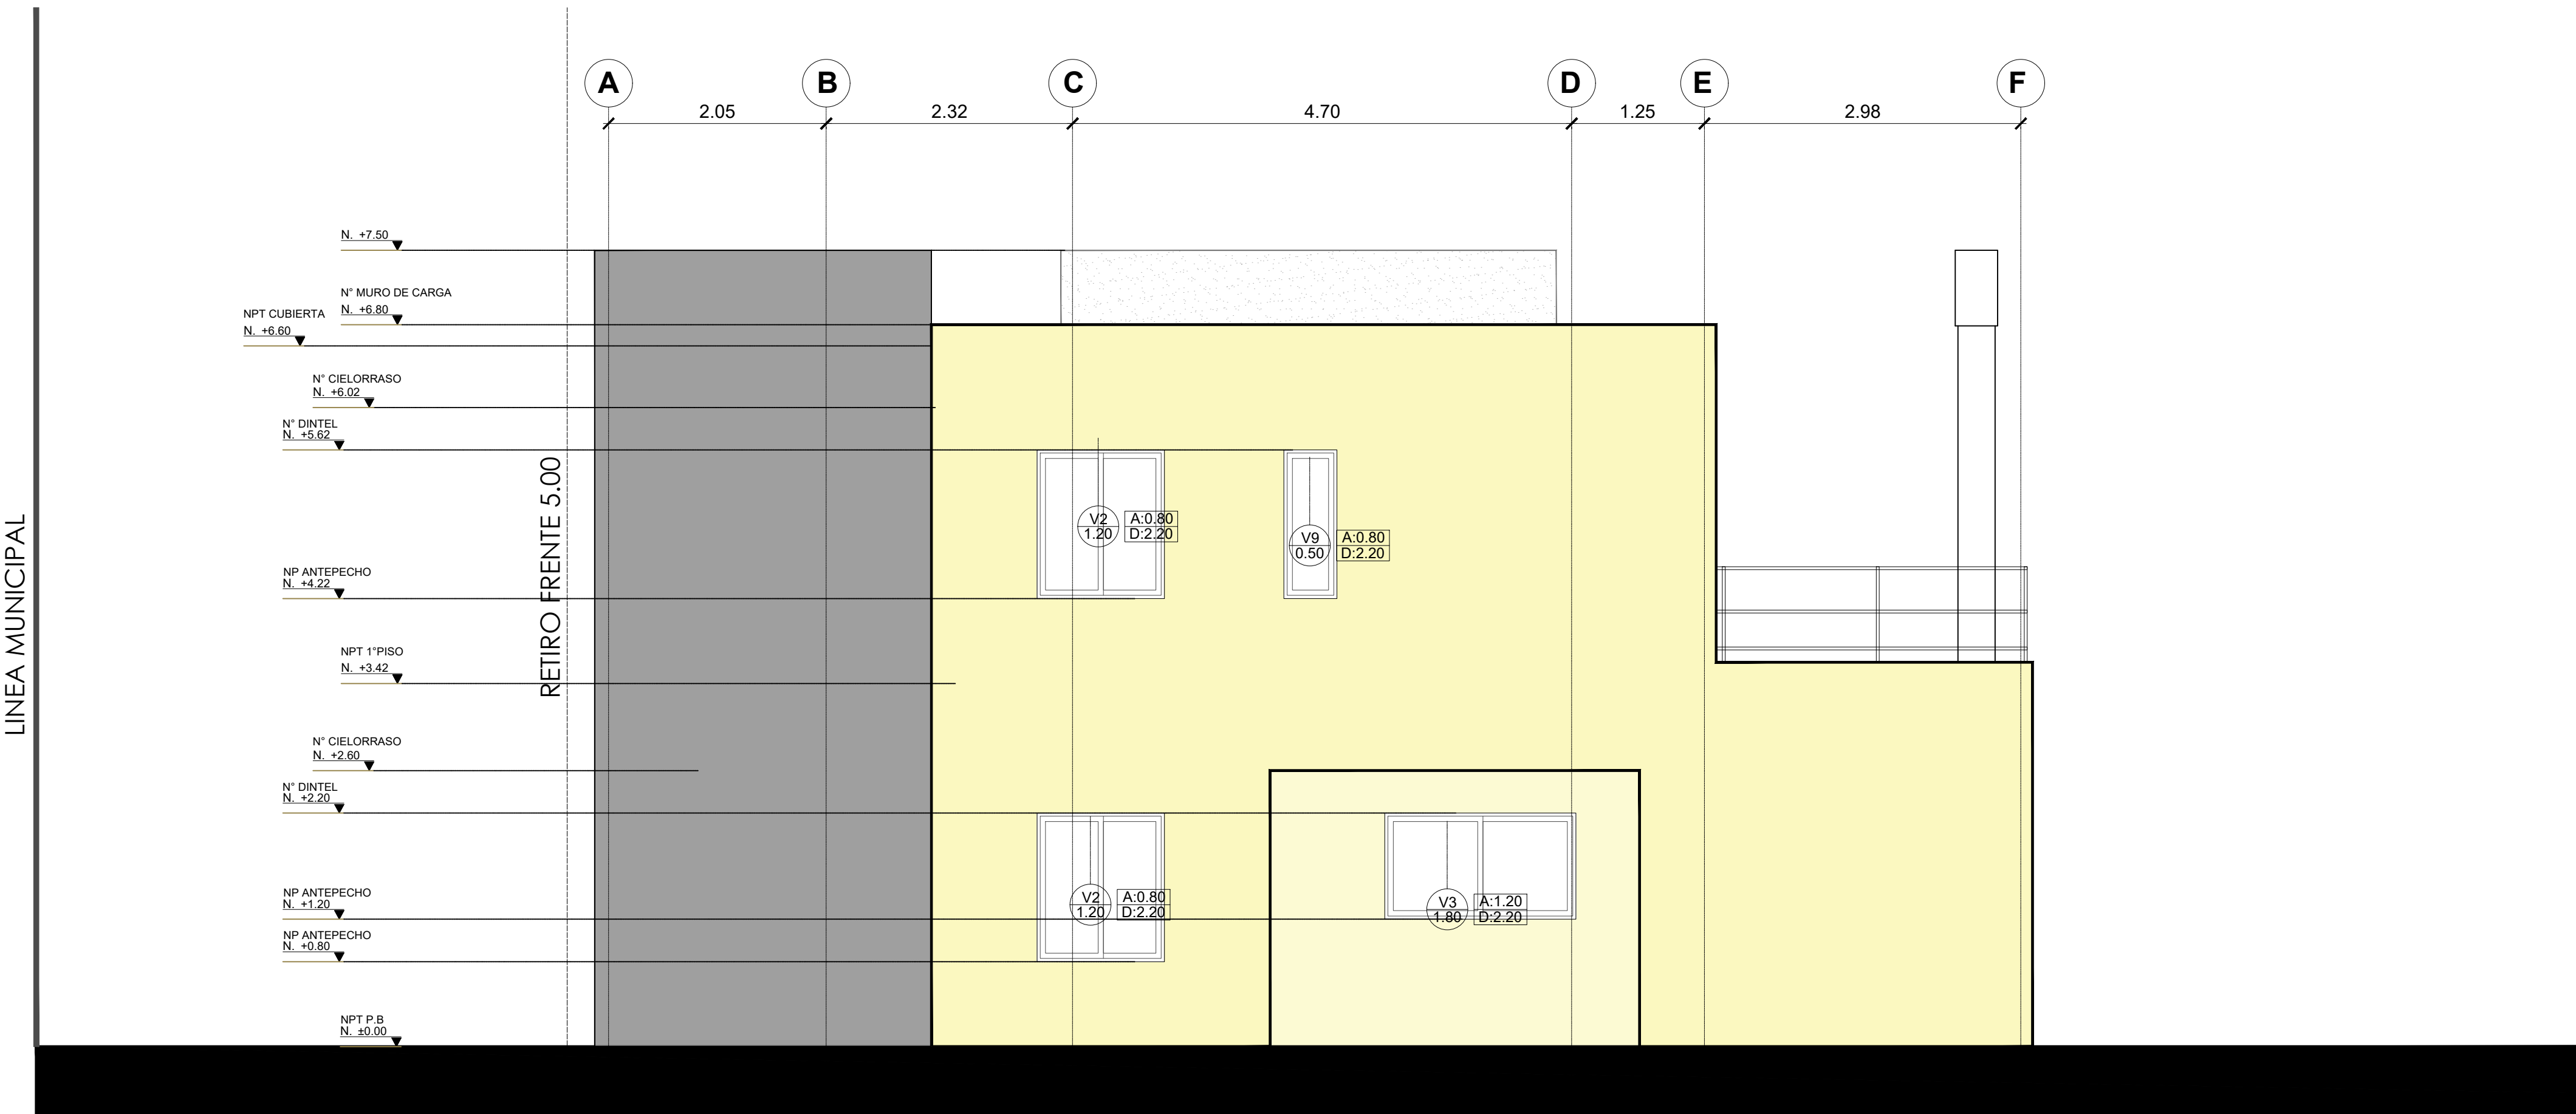 A B C D E F
2.05 2.32 4.70 1.25 2.98
N. +7.50
N° MURO DE CARGA
N. +6.80
NPT CUBIERTA
N. +6.60
N° CIELORRASO
N. +6.02
N° DINTEL
N. +5.62
NP ANTEPECHO
N. +4.22
NPT 1°PISO
N. +3.42
N° CIELORRASO
N. +2.60
N° DINTEL
N. +2.20
NP ANTEPECHO
N. +1.20
NP ANTEPECHO
N. +0.80
NPT P.B
N. ±0.00
LINEA MUNICIPAL
RETIRO FRENTE 5.00
V2
1.20
A:0.80
D:2.20
V9
0.50
A:0.80
D:2.20
V2
1.20
A:0.80
D:2.20
V3
1.80
A:1.20
D:2.20